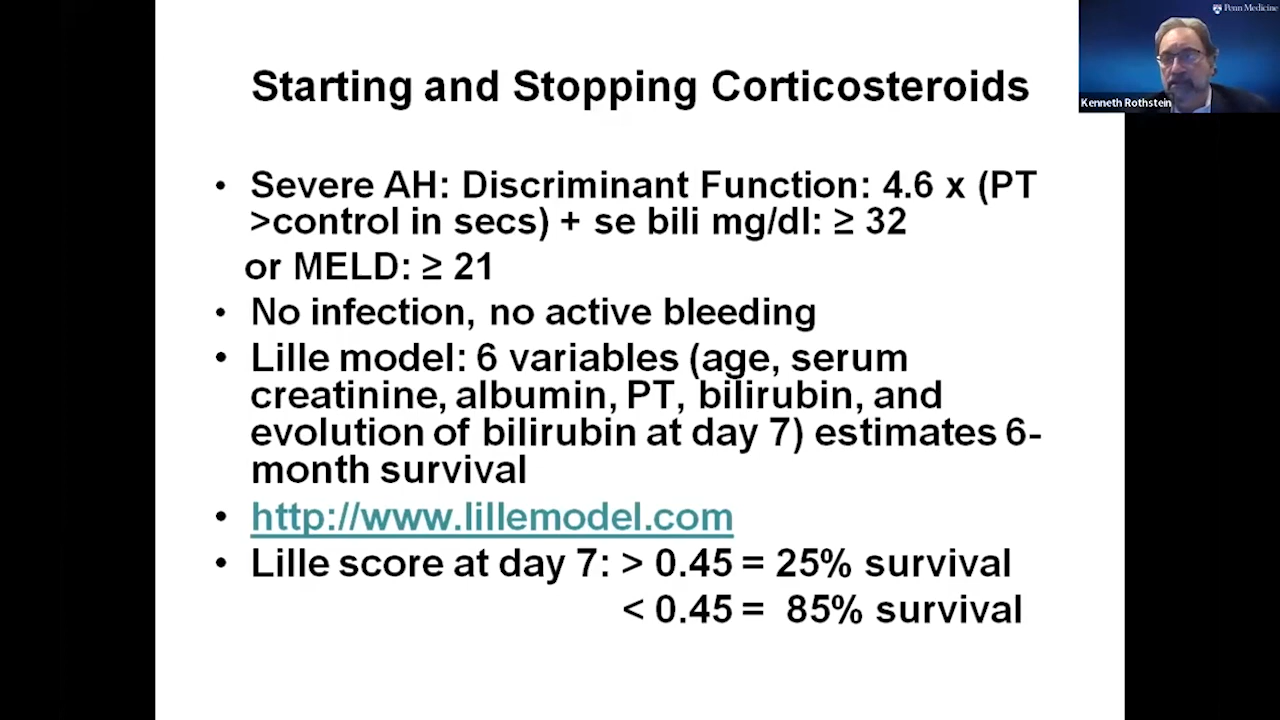 Penn Medicine
Kenneth Rothstein
Starting and Stopping Corticosteroids
• Severe AH: Discriminant Function: 4.6 x (PT
>control in secs) + se bili mg/dl: ≥ 32
or MELD: ≥ 21
• No infection, no active bleeding
• Lille model: 6 variables (age, serum
creatinine, albumin, PT, bilirubin, and
evolution of bilirubin at day 7) estimates 6-
month survival
• http://www.lillemodel.com
• Lille score at day 7: > 0.45 = 25% survival
< 0.45 = 85% survival